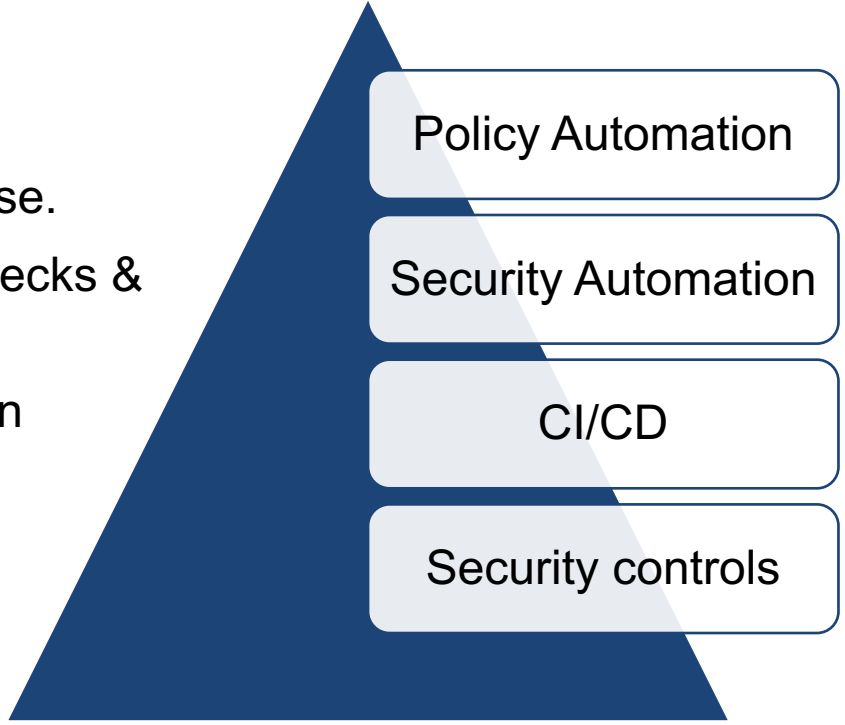 se.
ecks &
n
Policy Automation
Security Automation
CI/CD
Security controls